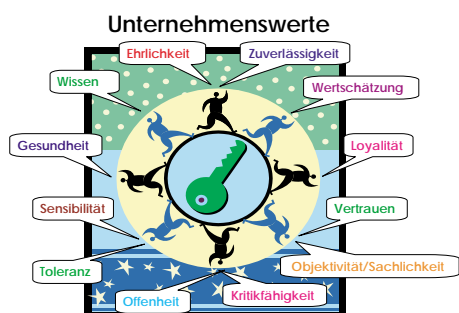 Unternehmenswerte
Ehrlichkeit
Zuverlässigkeit
Wissen
Wertschätzung
Gesundheit
Loyalität
Sensibilität
Vertrauen
Toleranz
Objektivität/Sachlichkeit
Offenheit
Kritikfähigkeit